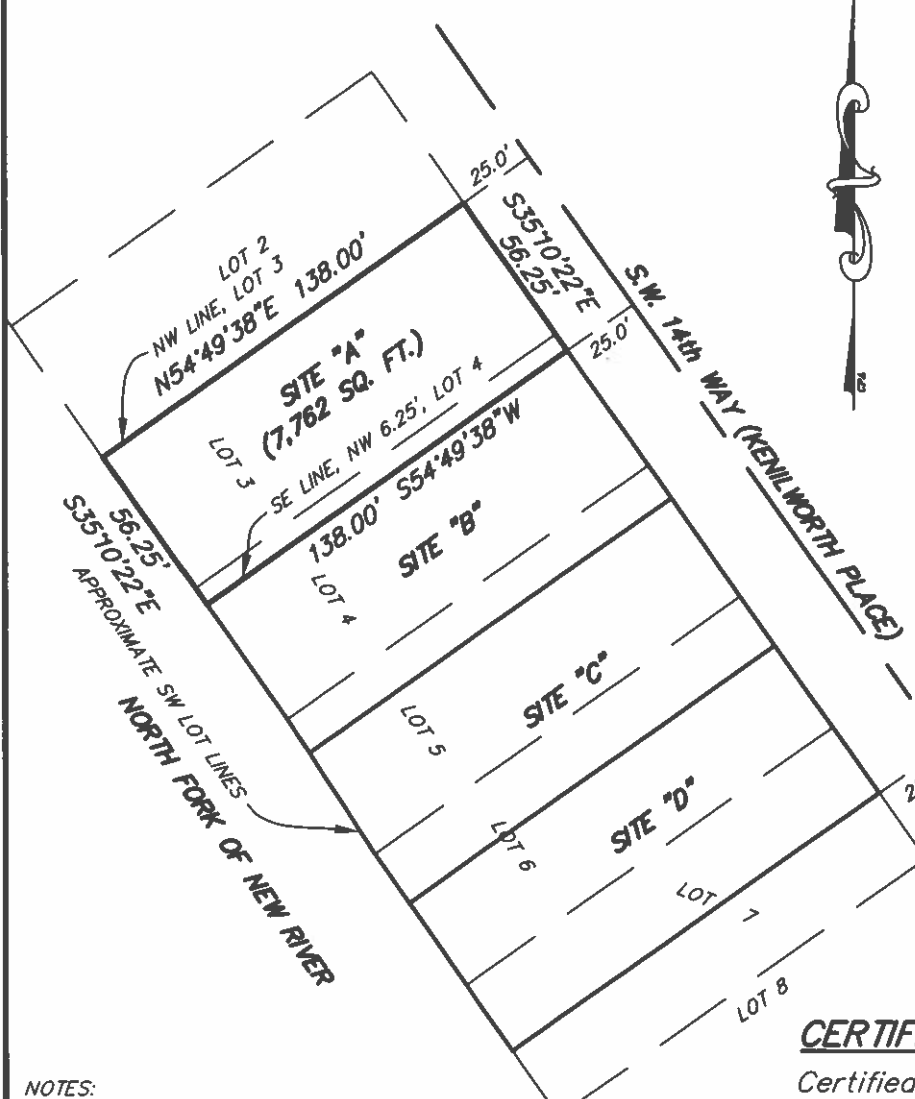 25.0'
S35°10'22"E
56.25'
LOT 2
NW LINE, LOT 3
N54°49'38"E 138.00'
S.W. 14th WAY (KENILWORTH PLACE)
25.0'
SITE "A"
(7,762 SQ. FT.)
LOT 3
SE LINE, NW 6.25', LOT 4
138.00' S54°49'38"W
56.25'
S35°10'22"E
APPROXIMATE SW LOT LINES
NORTH FORK OF NEW RIVER
SITE "B"
LOT 4
SITE "C"
LOT 5
SITE "D"
LOT 6
LOT 7
LOT 8
2
CERTIF
Certified
NOTES: